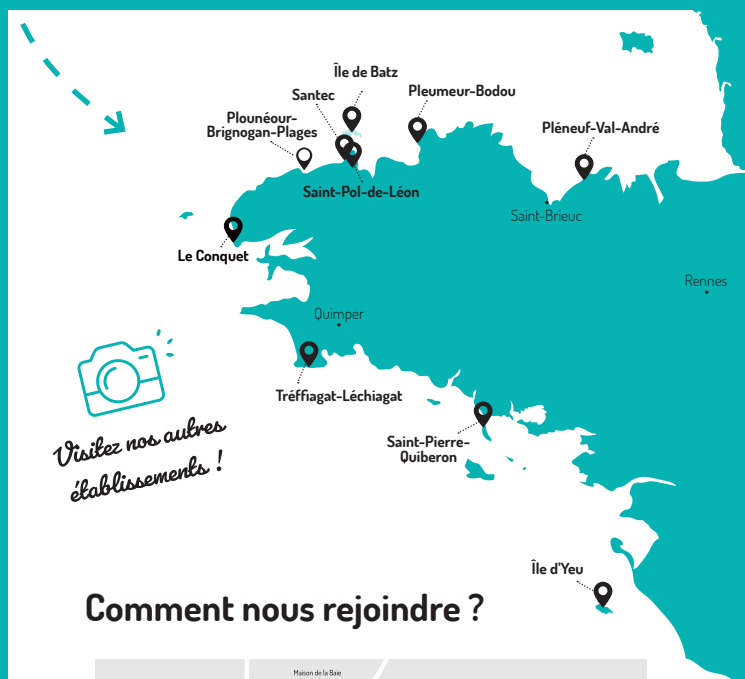 Île de Batz
Santec
Pleumeur-Bodou
Plounéour-
Brignogan-Plages
Pléneuf-Val-André
Saint-Pol-de-Léon
Saint-Brieuc
Le Conquet
Rennes
Quimper
Tréffiagat-Léchiagat
Visitez nos autres
établissements !
Saint-Pierre-
Quiberon
Île d'Yeu
Comment nous rejoindre ?
Maison de la Baie